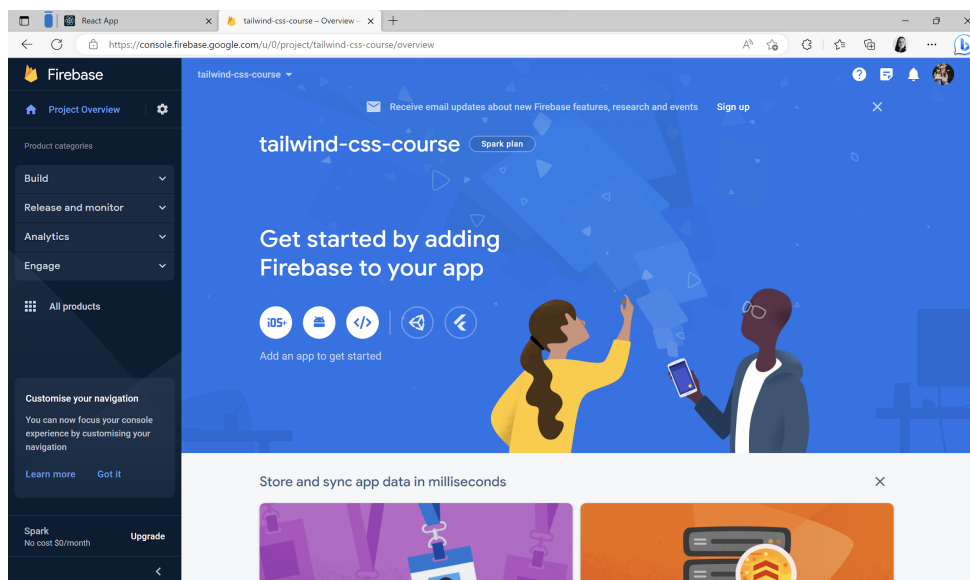 React App
tailwind-css-course – Overview –
https://console.firebase.google.com/u/0/project/tailwind-css-course/overview
Firebase
tailwind-css-course
Project Overview
Receive email updates about new Firebase features, research and events Sign up
Product categories
tailwind-css-course Spark plan
Build
Release and monitor
Analytics
Engage
All products
Get started by adding
Firebase to your app
iOS+
Add an app to get started
Customise your navigation
You can now focus your console
experience by customising your
navigation
Learn more Got it
Store and sync app data in milliseconds
Spark
No cost $0/month
Upgrade